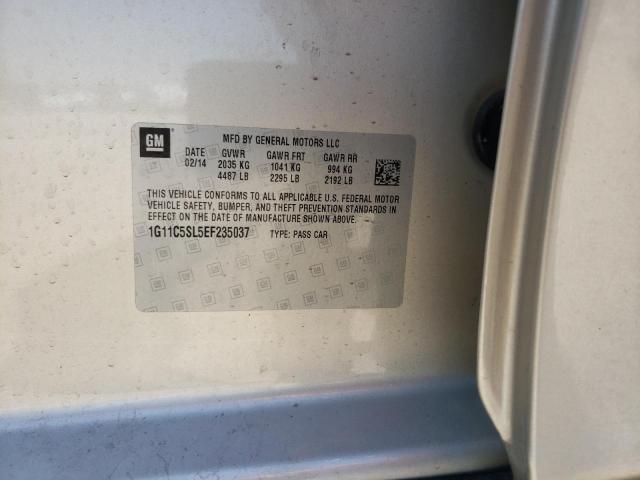 GM
MFD BY GENERAL MOTORS LLC
DATE GVWR GAWR FRT GAWR RR
02/14 2035 KG 1041 KG 994 KG
4487 LB 2295 LB 2192 LB
THIS VEHICLE CONFORMS TO ALL APPLICABLE U.S. FEDERAL MOTOR
VEHICLE SAFETY, BUMPER, AND THEFT PREVENTION STANDARDS IN
EFFECT ON THE DATE OF MANUFACTURE SHOWN ABOVE.
1G11C5SL5EF235037 TYPE: PASS CAR